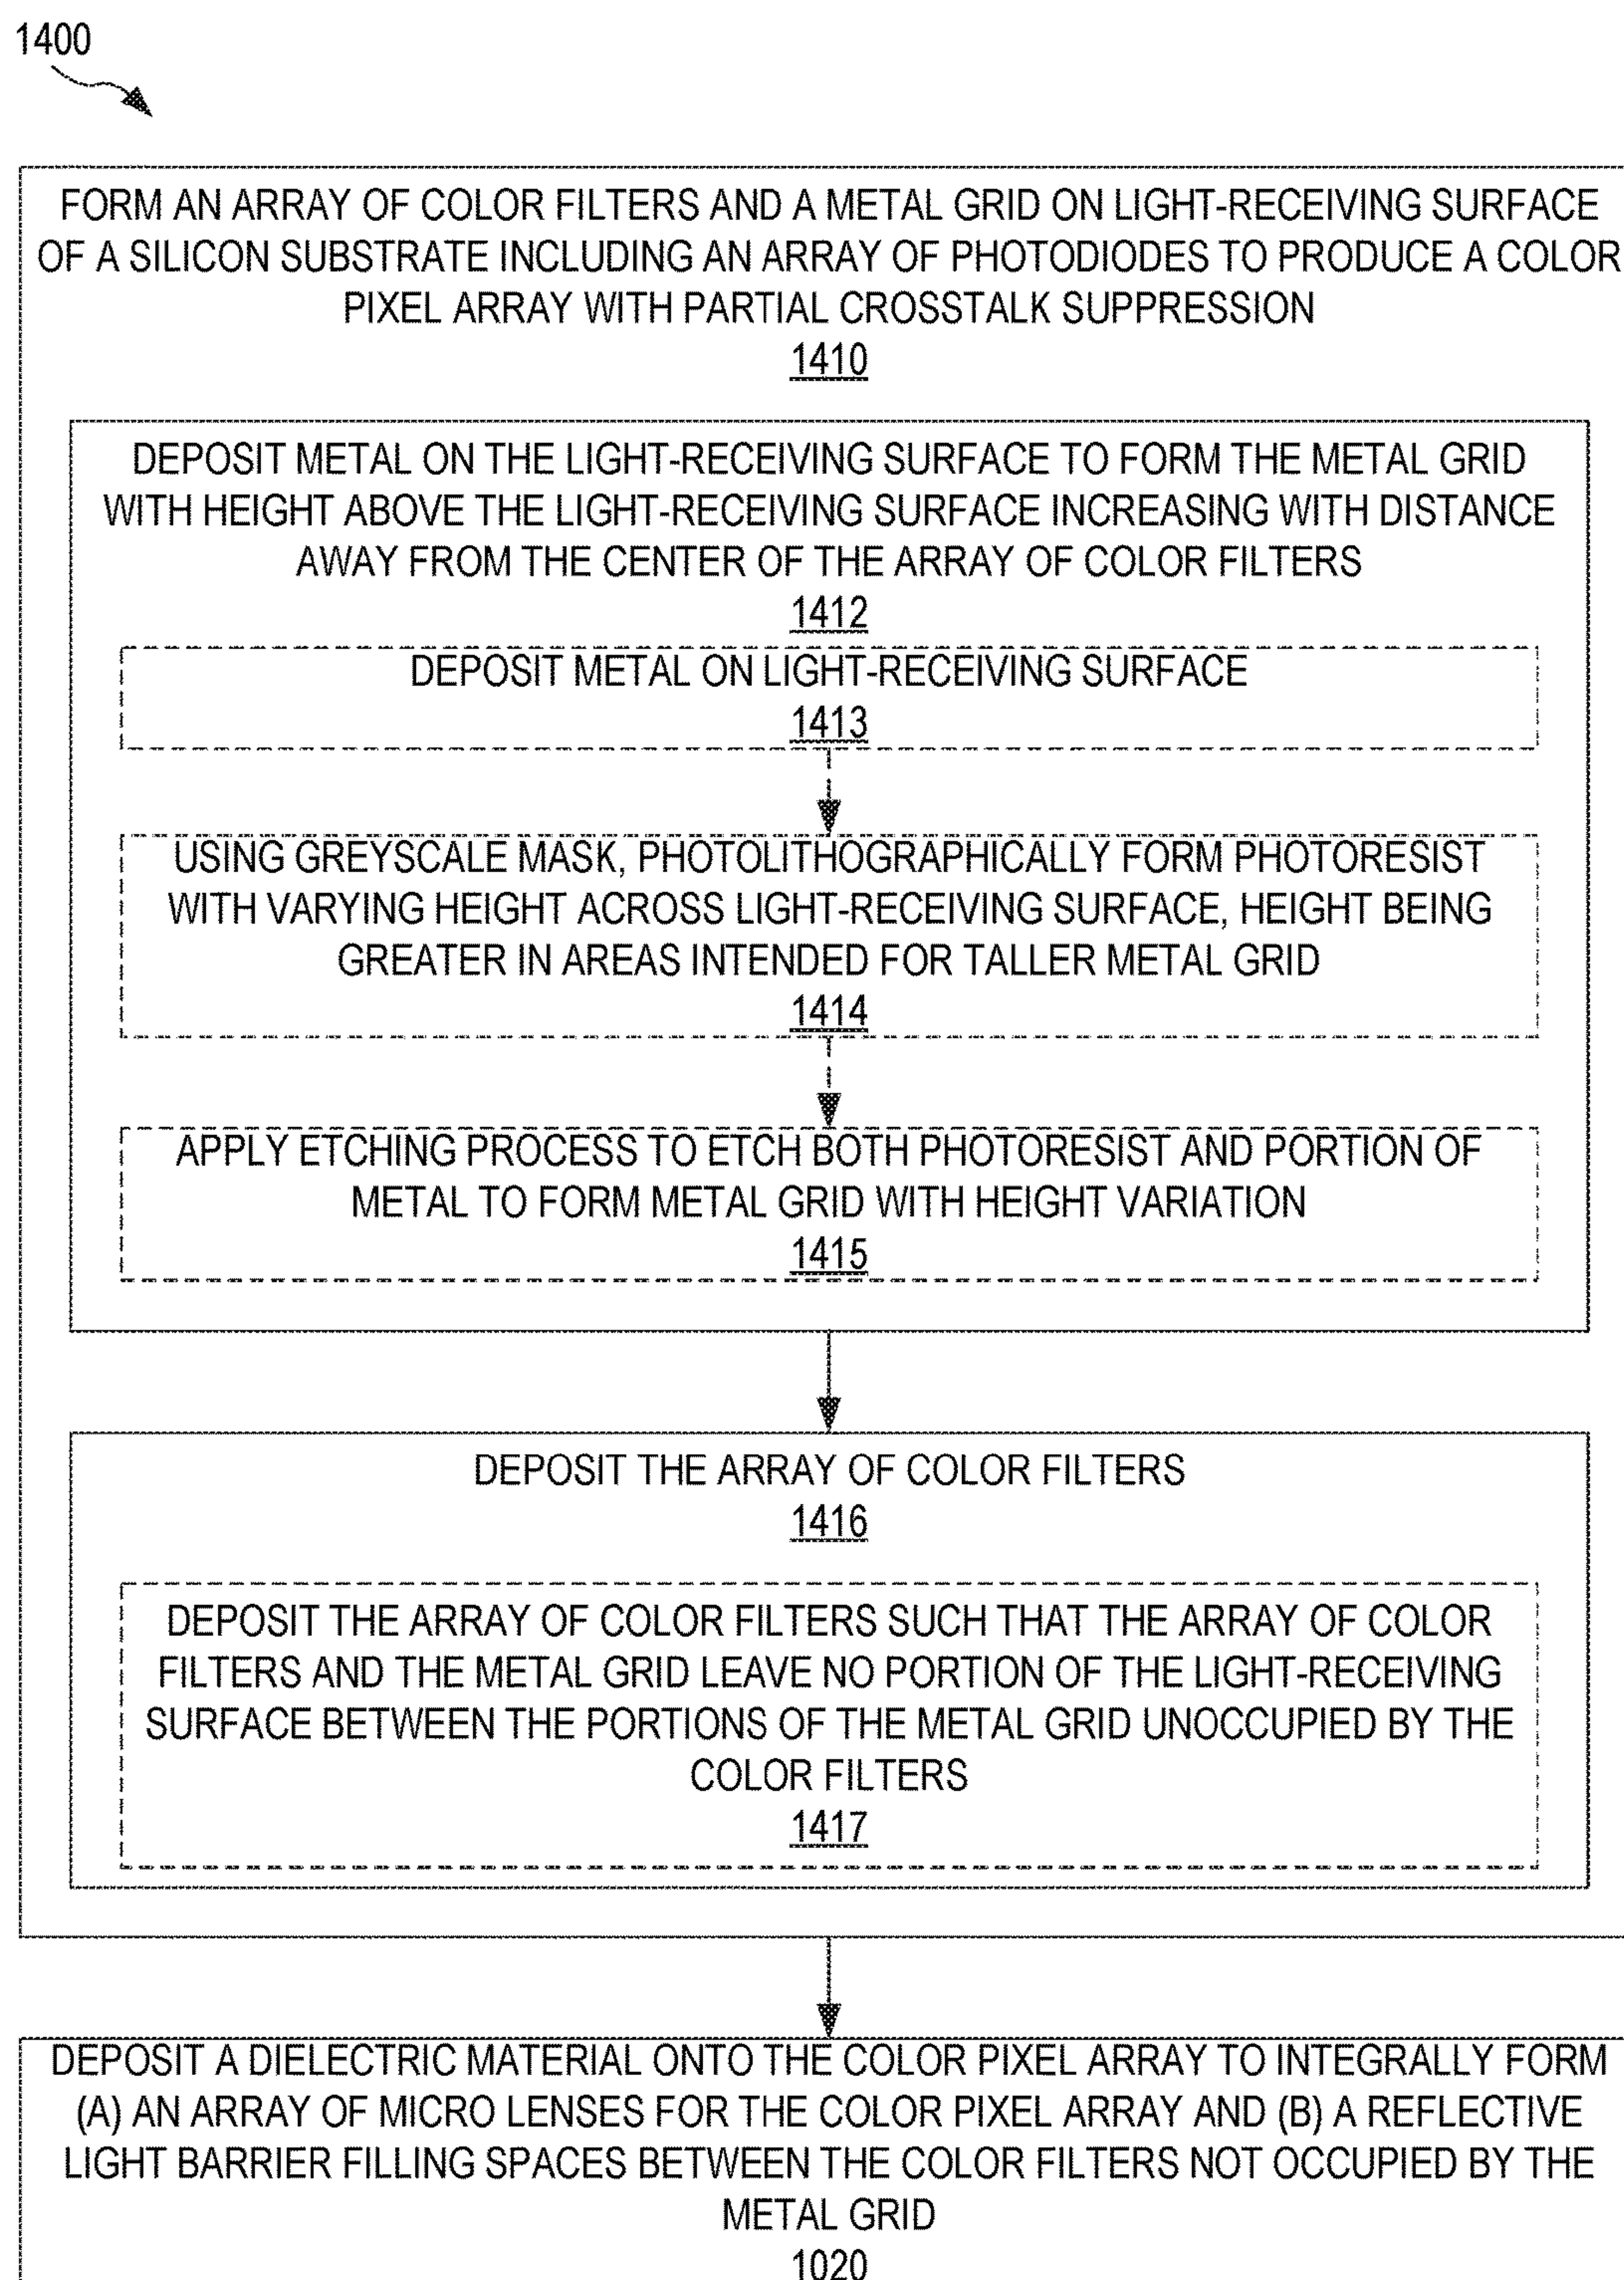 1400
FORM AN ARRAY OF COLOR FILTERS AND A METAL GRID ON LIGHT-RECEIVING SURFACE
OF A SILICON SUBSTRATE INCLUDING AN ARRAY OF PHOTODIODES TO PRODUCE A COLOR
PIXEL ARRAY WITH PARTIAL CROSSTALK SUPPRESSION
1410
DEPOSIT METAL ON THE LIGHT-RECEIVING SURFACE TO FORM THE METAL GRID
WITH HEIGHT ABOVE THE LIGHT-RECEIVING SURFACE INCREASING WITH DISTANCE
AWAY FROM THE CENTER OF THE ARRAY OF COLOR FILTERS
1412
DEPOSIT METAL ON LIGHT-RECEIVING SURFACE
1413
USING GREYSCALE MASK, PHOTOLITHOGRAPHICALLY FORM PHOTORESIST
WITH VARYING HEIGHT ACROSS LIGHT-RECEIVING SURFACE, HEIGHT BEING
GREATER IN AREAS INTENDED FOR TALLER METAL GRID
1414
APPLY ETCHING PROCESS TO ETCH BOTH PHOTORESIST AND PORTION OF
METAL TO FORM METAL GRID WITH HEIGHT VARIATION
1415
DEPOSIT THE ARRAY OF COLOR FILTERS
1416
DEPOSIT THE ARRAY OF COLOR FILTERS SUCH THAT THE ARRAY OF COLOR
FILTERS AND THE METAL GRID LEAVE NO PORTION OF THE LIGHT-RECEIVING
SURFACE BETWEEN THE PORTIONS OF THE METAL GRID UNOCCUPIED BY THE
COLOR FILTERS
1417
DEPOSIT A DIELECTRIC MATERIAL ONTO THE COLOR PIXEL ARRAY TO INTEGRALLY FORM
(A) AN ARRAY OF MICRO LENSES FOR THE COLOR PIXEL ARRAY AND (B) A REFLECTIVE
LIGHT BARRIER FILLING SPACES BETWEEN THE COLOR FILTERS NOT OCCUPIED BY THE
METAL GRID
1020